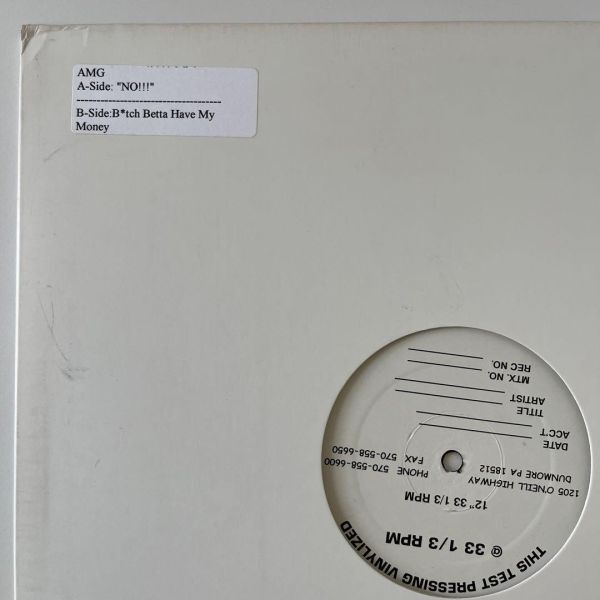 AMG
A-Side: "NO!!!"
B-Side:B*tch Betta Have My
Money
THIS TEST PRESSING VINYLIZED
@ 33 1/3 RPM
12" 33 1/3 RPM
1205 O'NEILL HIGHWAY
DUNMORE PA 18512
PHONE 570-558-6600
FAX 570-558-6650
DATE
ACC'T
TITLE
ARTIST
MTX. NO.
REC NO.